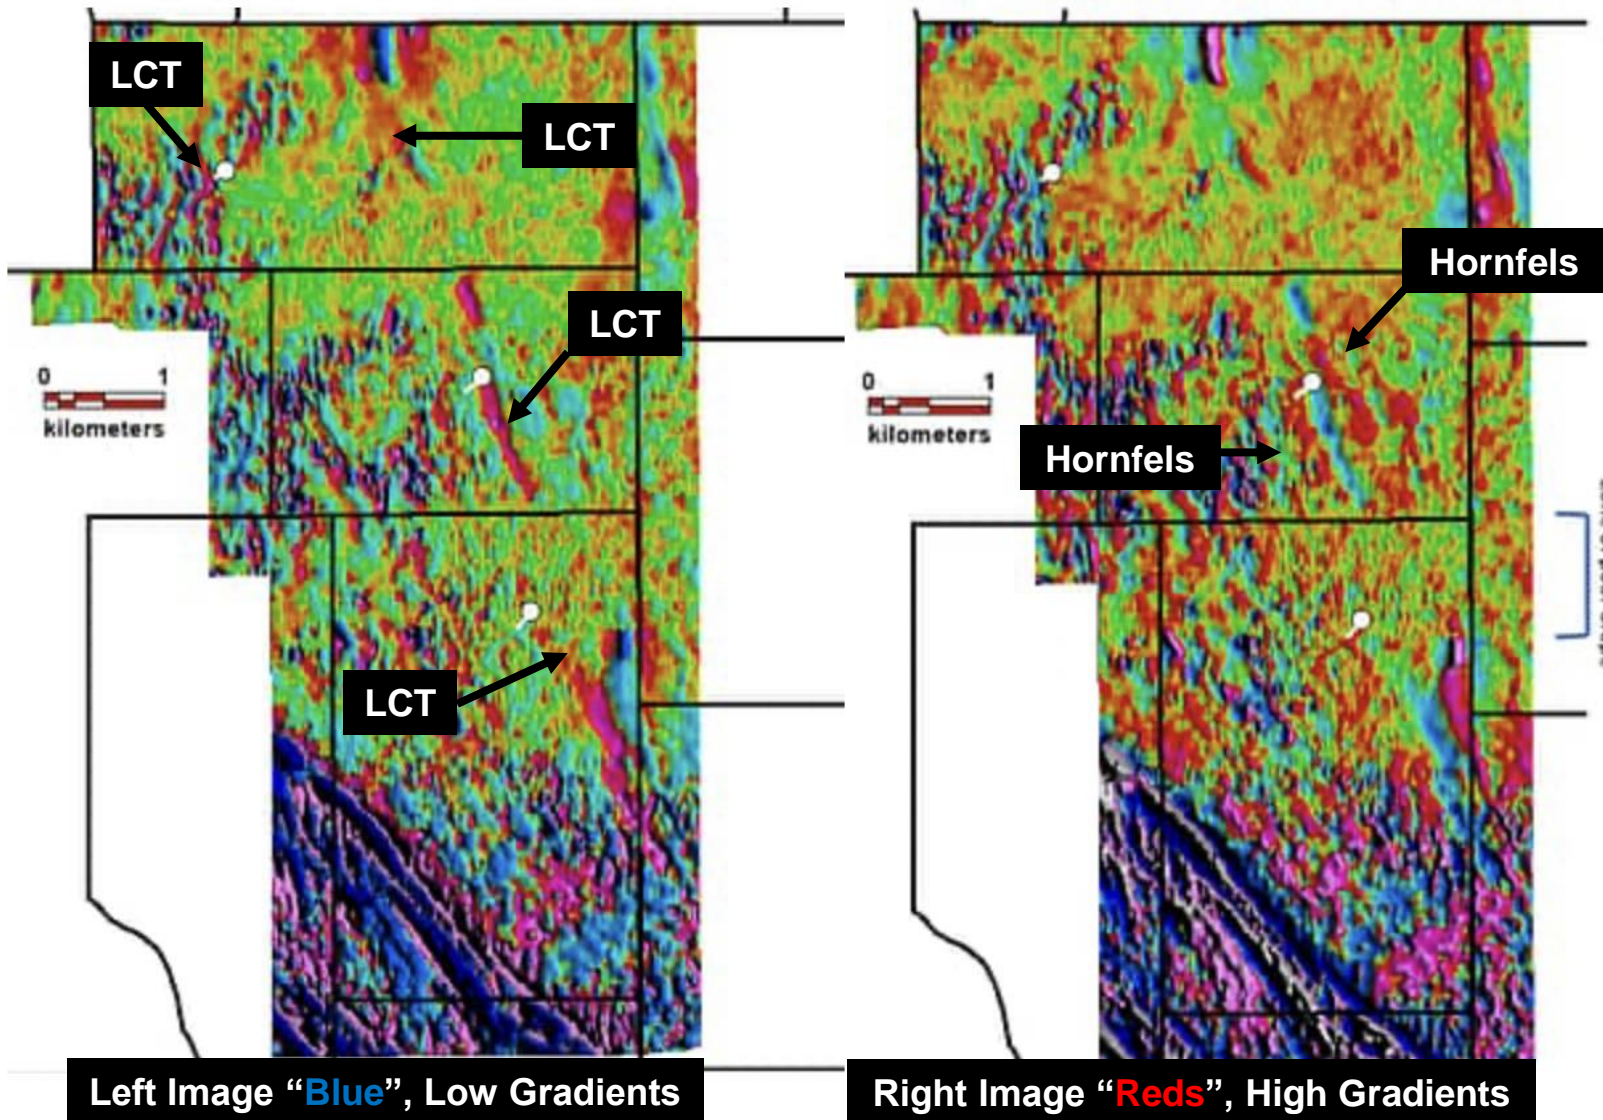 LCT
LCT
LCT
0 1
kilometers
LCT
Left Image “Blue”, Low Gradients
Hornfels
0 1
kilometers
Hornfels
Right Image “Reds”, High Gradients